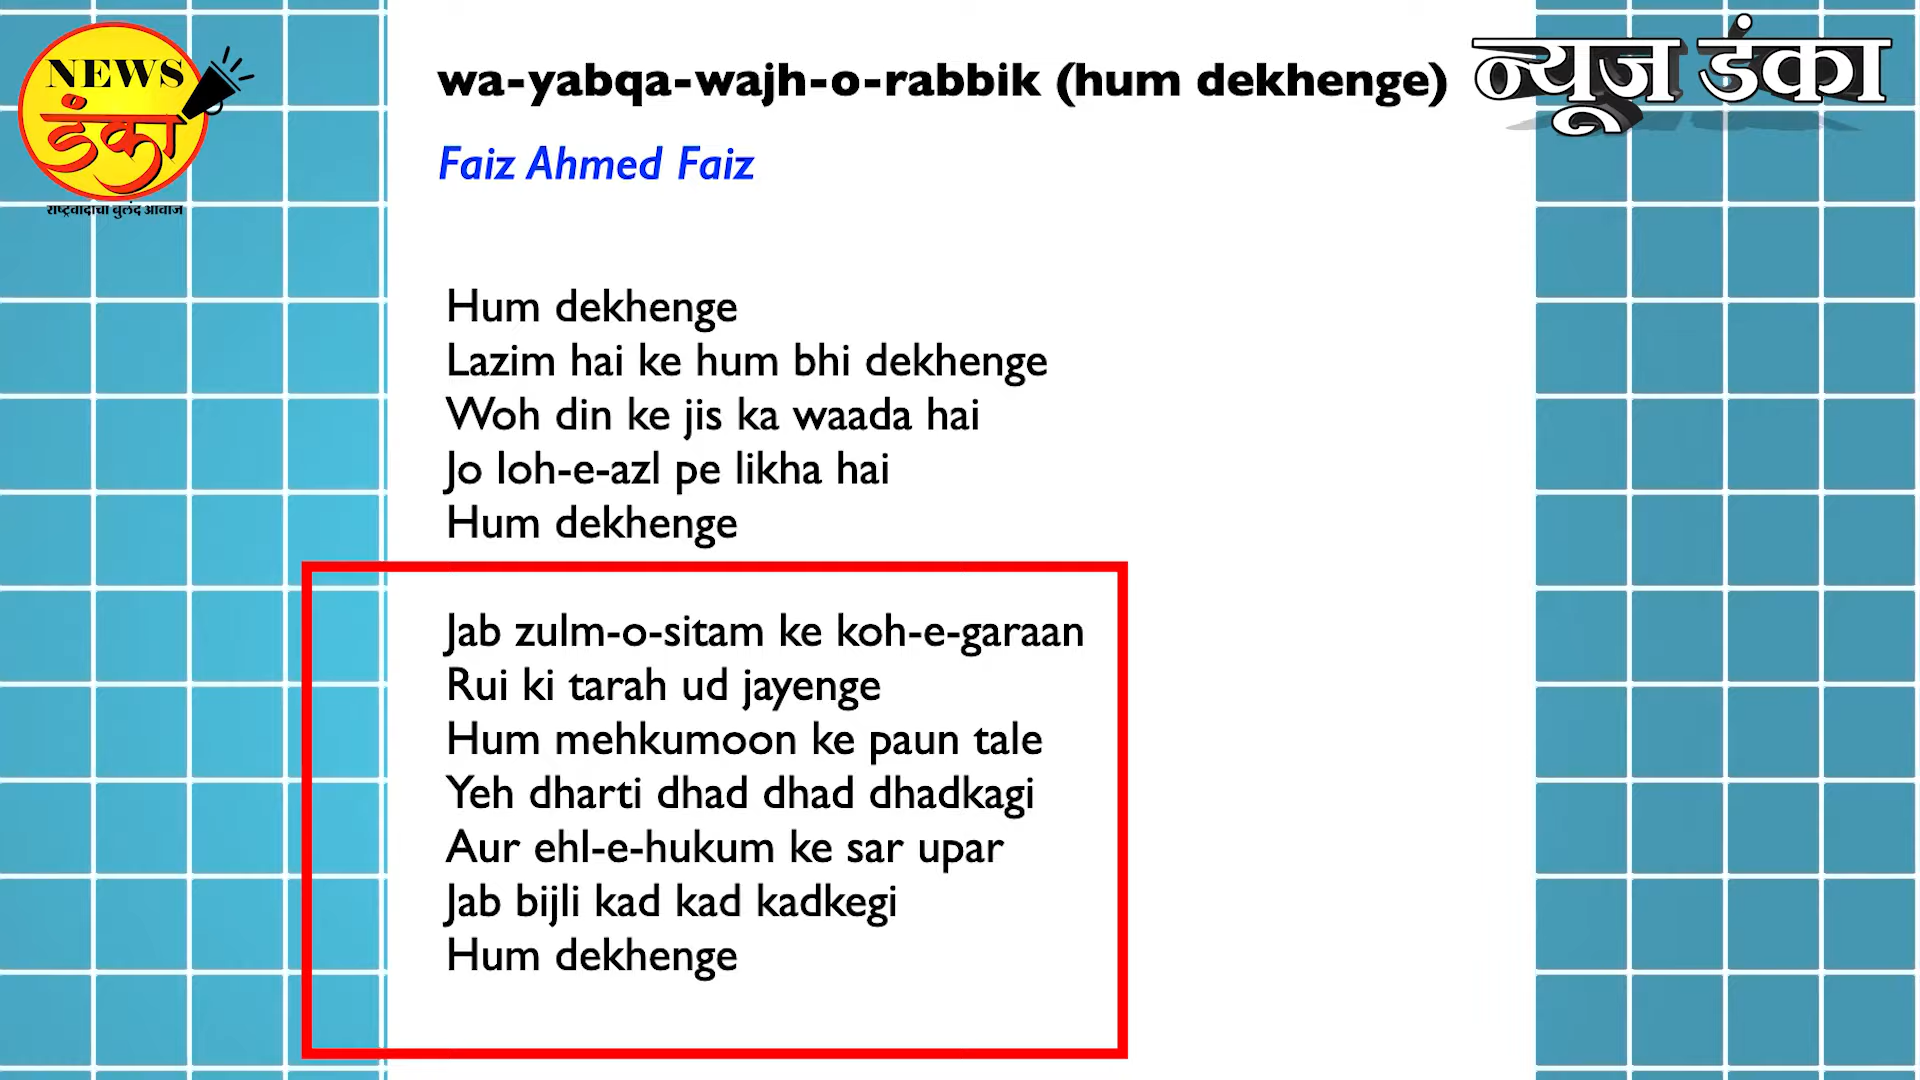 NEWS
डंका
राष्ट्रवादाचा बुलंद आवाज
wa-yabqa-wajh-o-rabbik (hum dekhenge)
न्यूज डंका
Faiz Ahmed Faiz
Hum dekhenge
Lazim hai ke hum bhi dekhenge
Woh din ke jis ka waada hai
Jo loh-e-azl pe likha hai
Hum dekhenge
Jab zulm-o-sitam ke koh-e-garaan
Rui ki tarah ud jayenge
Hum mehkumoon ke paun tale
Yeh dharti dhad dhad dhadkagi
Aur ehl-e-hukum ke sar upar
Jab bijli kad kad kadkegi
Hum dekhenge